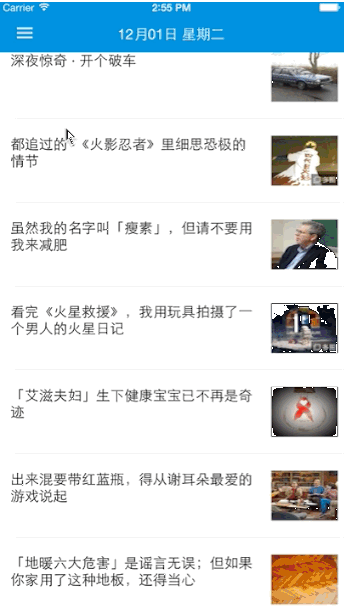 Carrier 2:55 PM
12月01日 星期二
深夜惊奇 · 开个破车
都追过的《火影忍者》里细思恐极的
情节
虽然我的名字叫「瘦素」，但请不要用
我来减肥
看完《火星救援》，我用玩具拍摄了一
个男人的火星日记
「艾滋夫妇」生下健康宝宝已不再是奇
迹
出来混要带红蓝瓶，得从谢耳朵最爱的
游戏说起
「地暖六大危害」是谣言无误；但如果
你家用了这种地板，还得当心